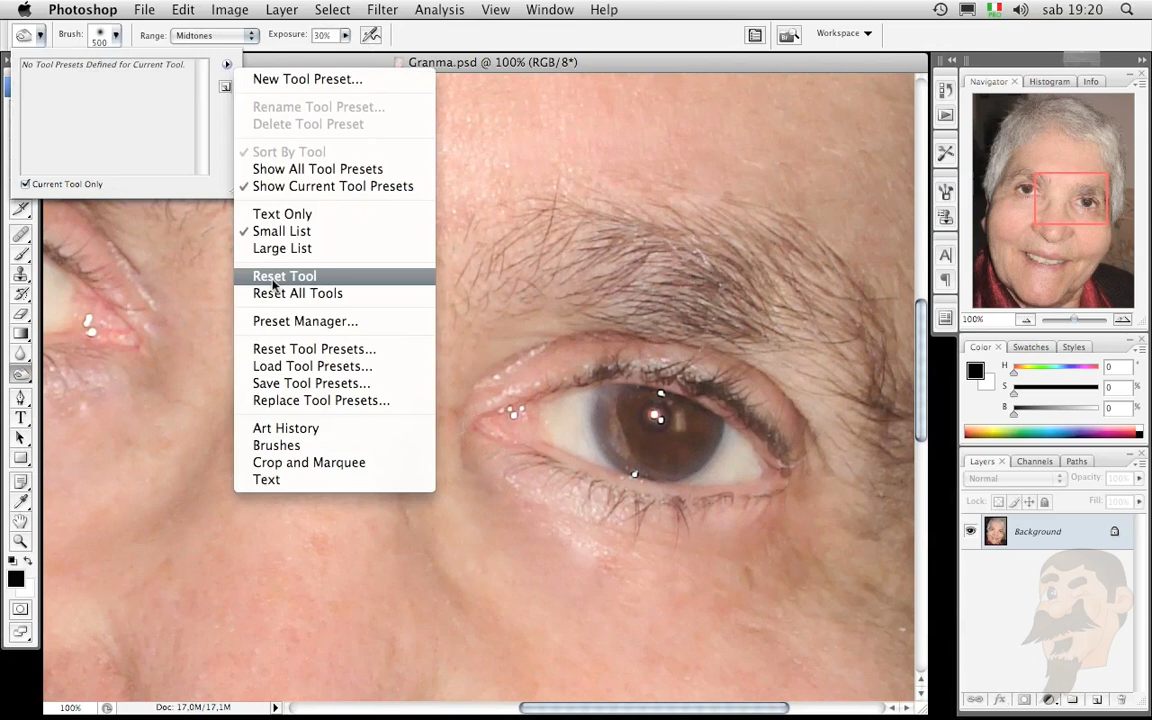 Photoshop File Edit Image Layer Select Filter Analysis View Window Help sab 19:20
Brush: 500 Range: Midtones Exposure: 30% Workspace
Granma.psd @ 100% (RGB/8*)
No Tool Presets Defined for Current Tool.
Current Tool Only
New Tool Preset...
Rename Tool Preset...
Delete Tool Preset
Sort By Tool
Show All Tool Presets
Show Current Tool Presets
Text Only
Small List
Large List
Reset Tool
Reset All Tools
Preset Manager...
Reset Tool Presets...
Load Tool Presets...
Save Tool Presets...
Replace Tool Presets...
Art History
Brushes
Crop and Marquee
Text
Navigator Histogram Info
100%
Color Swatches Styles
H 0 °
S 0 %
B 0 %
Layers Channels Paths
Normal Opacity:
Lock: Fill:
Background
100% Doc: 17,0M/17,1M